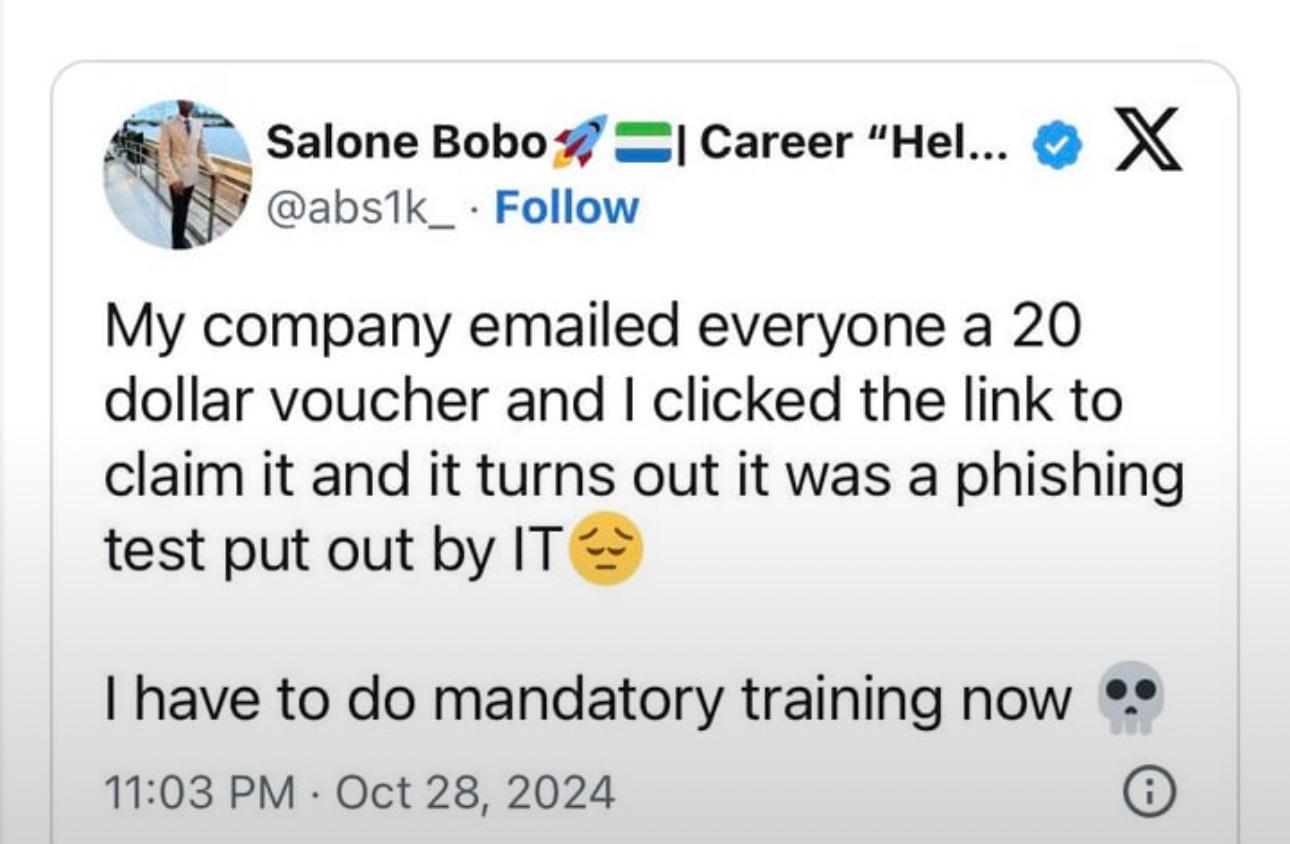 Salone Bobo🚀🇸🇱| Career “Hel...
@abs1k_ · Follow
My company emailed everyone a 20
dollar voucher and I clicked the link to
claim it and it turns out it was a phishing
test put out by IT😔
I have to do mandatory training now 💀
11:03 PM · Oct 28, 2024